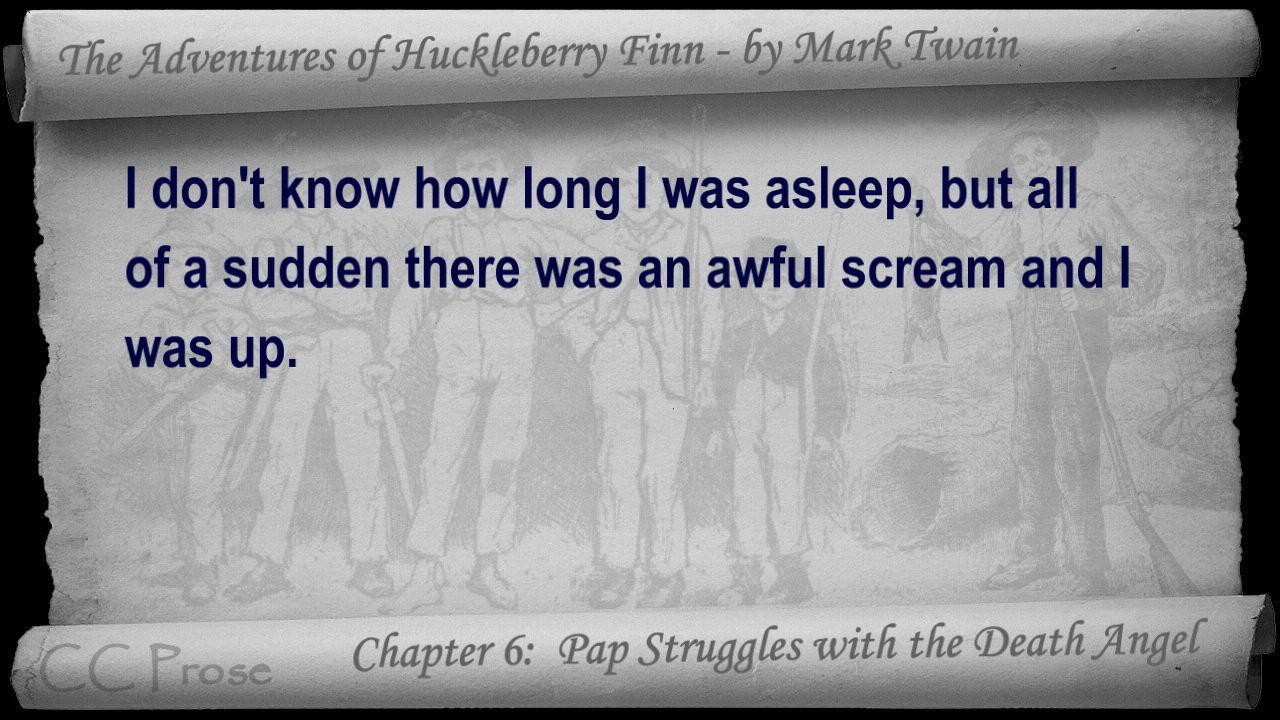 The Adventures of Huckleberry Finn - by Mark Twain
I don't know how long I was asleep, but all
of a sudden there was an awful scream and I
was up.
CC Prose
Chapter 6: Pap Struggles with the Death Angel